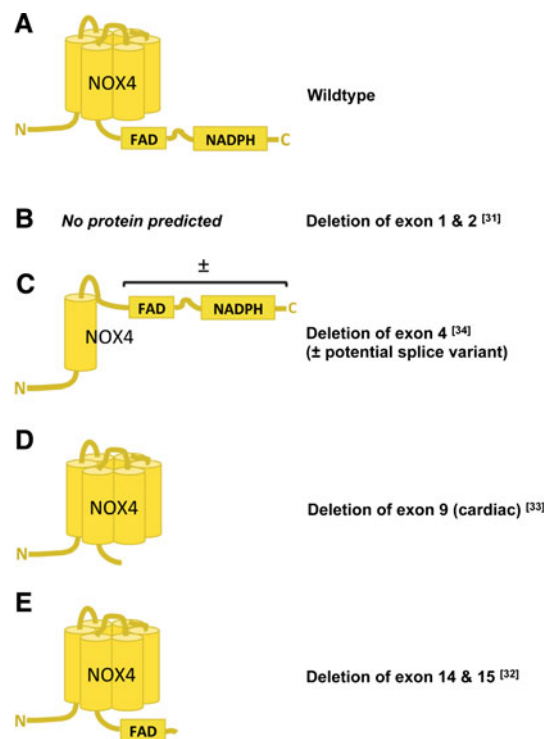 A
NOX4
N
FAD
NADPH
C
Wildtype
B
No protein predicted
Deletion of exon 1 & 2 [31]
C
±
FAD
NADPH
C
NOX4
N
Deletion of exon 4 [34]
(± potential splice variant)
D
NOX4
N
Deletion of exon 9 (cardiac) [33]
E
NOX4
N
FAD
Deletion of exon 14 & 15 [32]